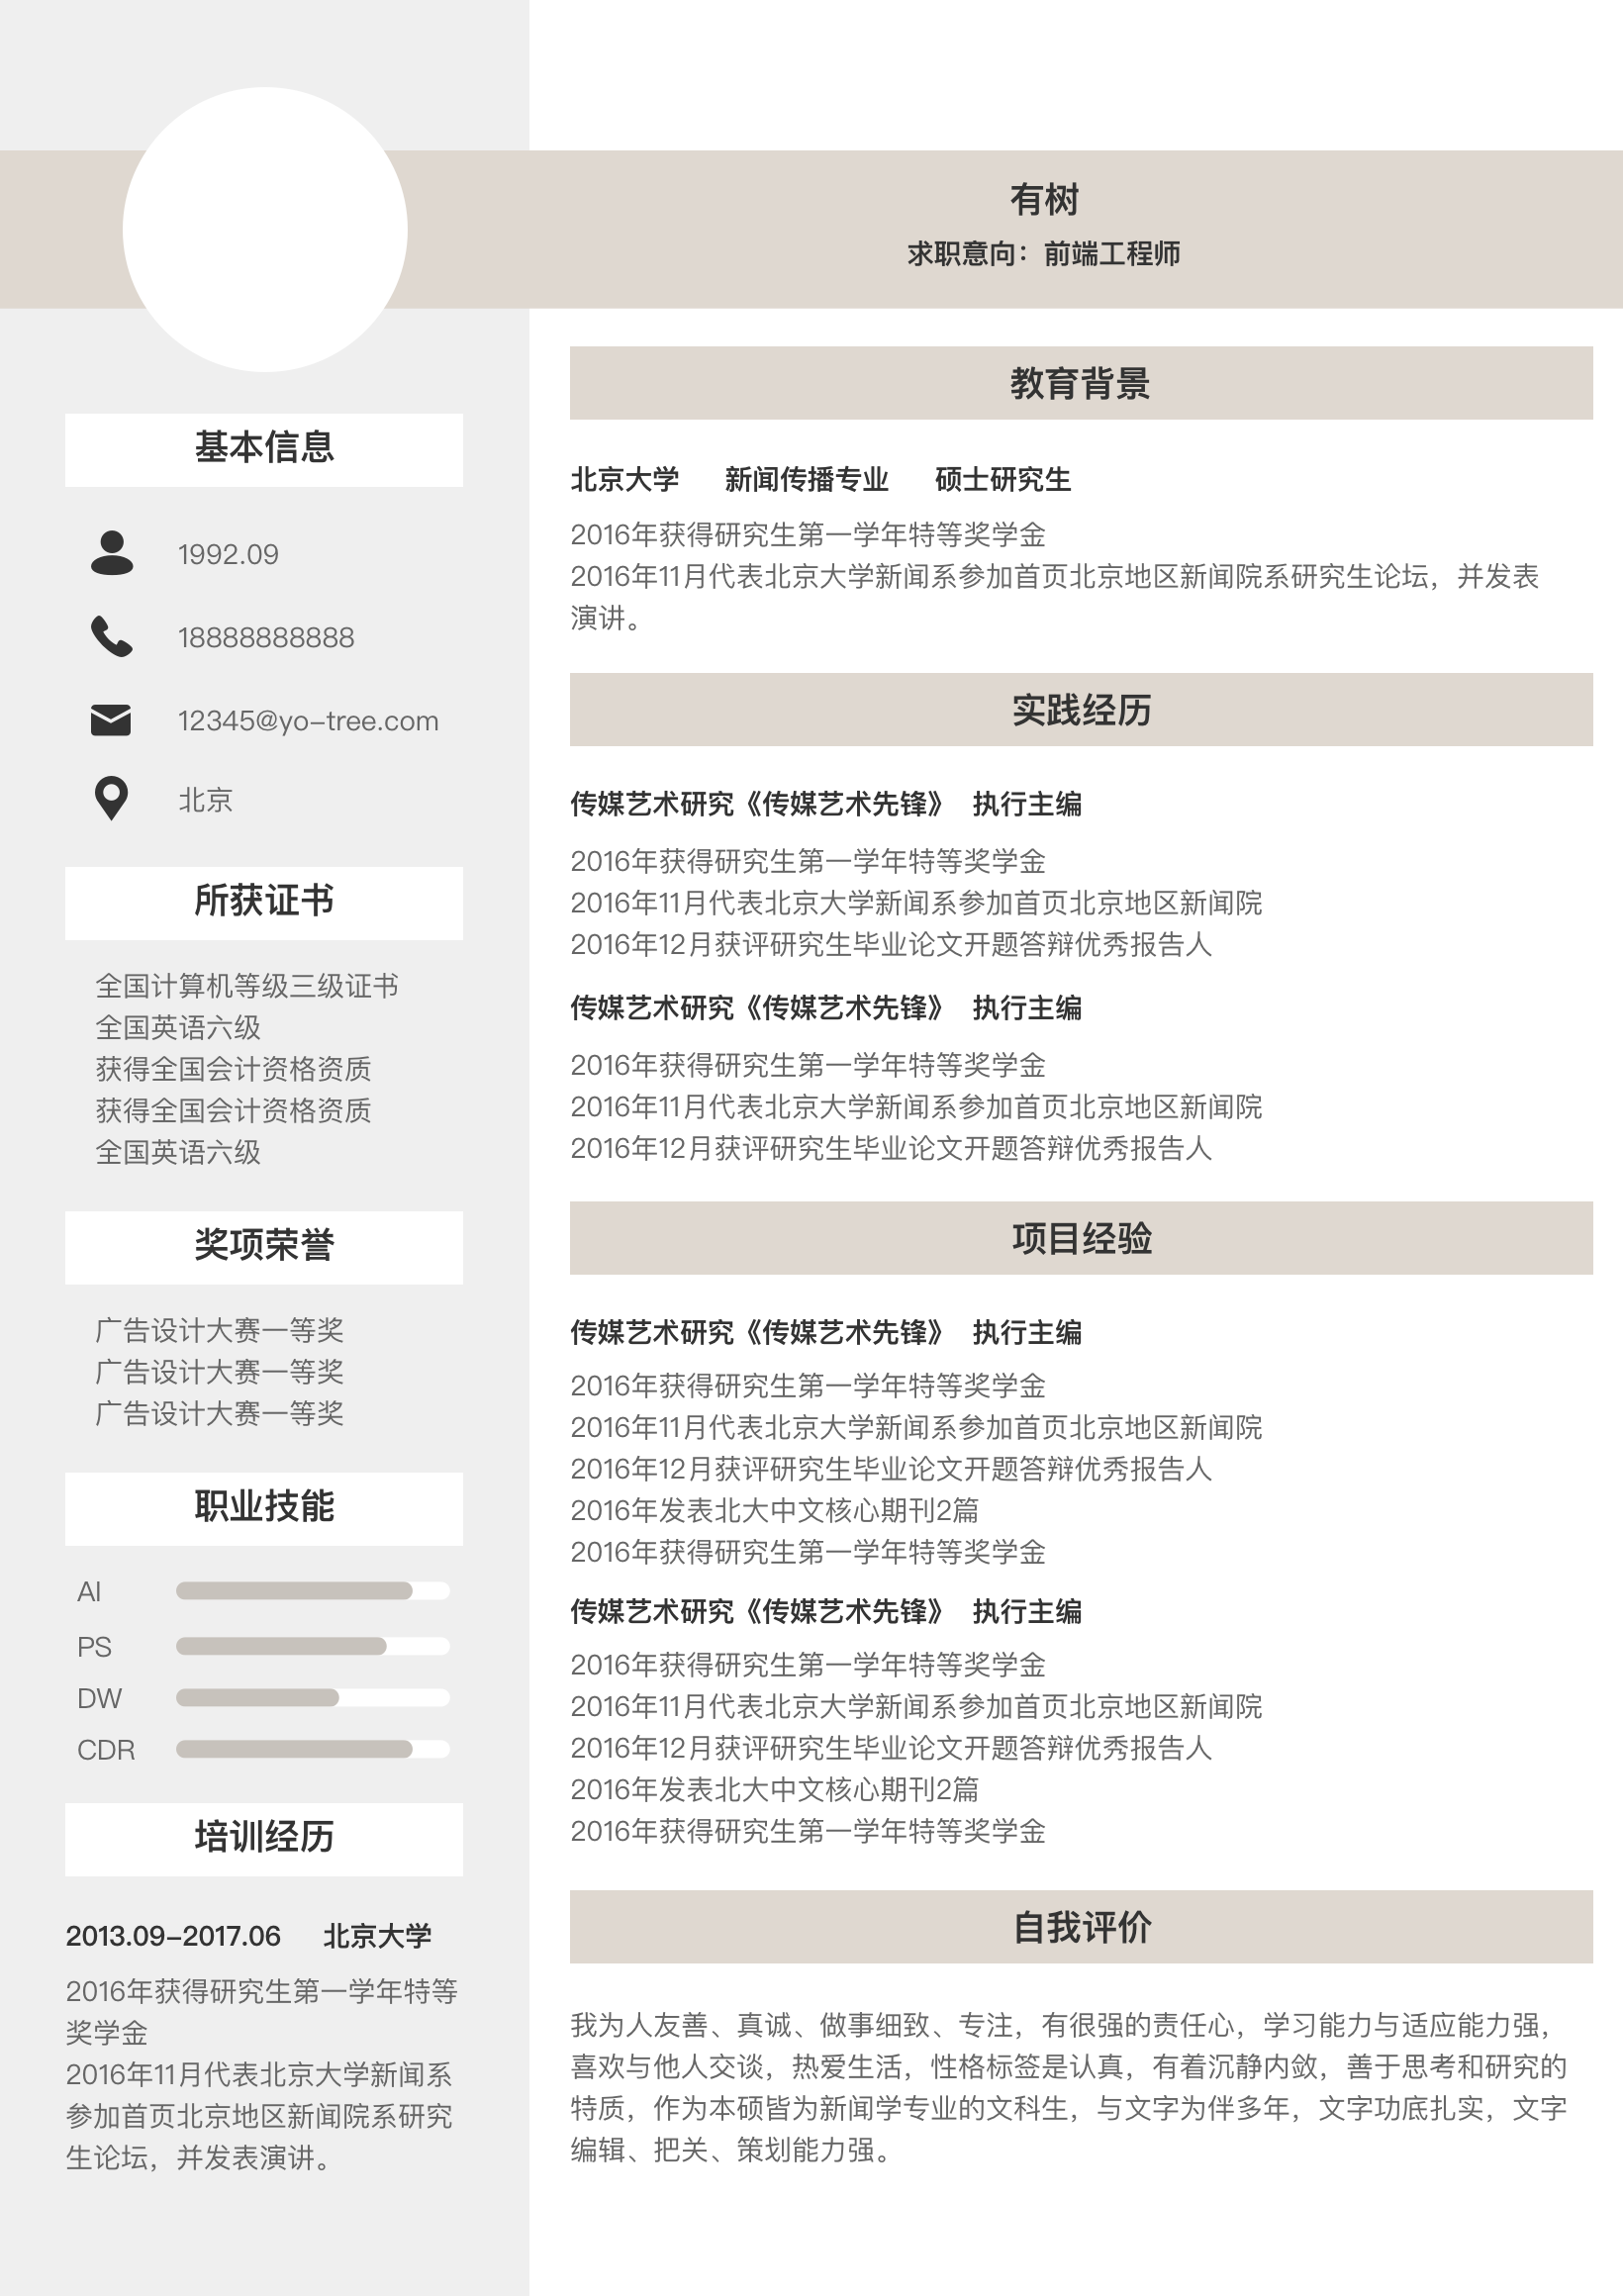 有树
求职意向：前端工程师
基本信息
1992.09
18888888888
12345@yo-tree.com
北京
所获证书
全国计算机等级三级证书
全国英语六级
获得全国会计资格资质
获得全国会计资格资质
全国英语六级
奖项荣誉
广告设计大赛一等奖
广告设计大赛一等奖
广告设计大赛一等奖
职业技能
AI
PS
DW
CDR
培训经历
2013.09-2017.06 北京大学
2016年获得研究生第一学年特等
奖学金
2016年11月代表北京大学新闻系
参加首页北京地区新闻院系研究
生论坛，并发表演讲。
教育背景
北京大学 新闻传播专业 硕士研究生
2016年获得研究生第一学年特等奖学金
2016年11月代表北京大学新闻系参加首页北京地区新闻院系研究生论坛，并发表
演讲。
实践经历
传媒艺术研究《传媒艺术先锋》 执行主编
2016年获得研究生第一学年特等奖学金
2016年11月代表北京大学新闻系参加首页北京地区新闻院
2016年12月获评研究生毕业论文开题答辩优秀报告人
传媒艺术研究《传媒艺术先锋》 执行主编
2016年获得研究生第一学年特等奖学金
2016年11月代表北京大学新闻系参加首页北京地区新闻院
2016年12月获评研究生毕业论文开题答辩优秀报告人
项目经验
传媒艺术研究《传媒艺术先锋》 执行主编
2016年获得研究生第一学年特等奖学金
2016年11月代表北京大学新闻系参加首页北京地区新闻院
2016年12月获评研究生毕业论文开题答辩优秀报告人
2016年发表北大中文核心期刊2篇
2016年获得研究生第一学年特等奖学金
传媒艺术研究《传媒艺术先锋》 执行主编
2016年获得研究生第一学年特等奖学金
2016年11月代表北京大学新闻系参加首页北京地区新闻院
2016年12月获评研究生毕业论文开题答辩优秀报告人
2016年发表北大中文核心期刊2篇
2016年获得研究生第一学年特等奖学金
自我评价
我为人友善、真诚、做事细致、专注，有很强的责任心，学习能力与适应能力强，
喜欢与他人交谈，热爱生活，性格标签是认真，有着沉静内敛，善于思考和研究的
特质，作为本硕皆为新闻学专业的文科生，与文字为伴多年，文字功底扎实，文字
编辑、把关、策划能力强。